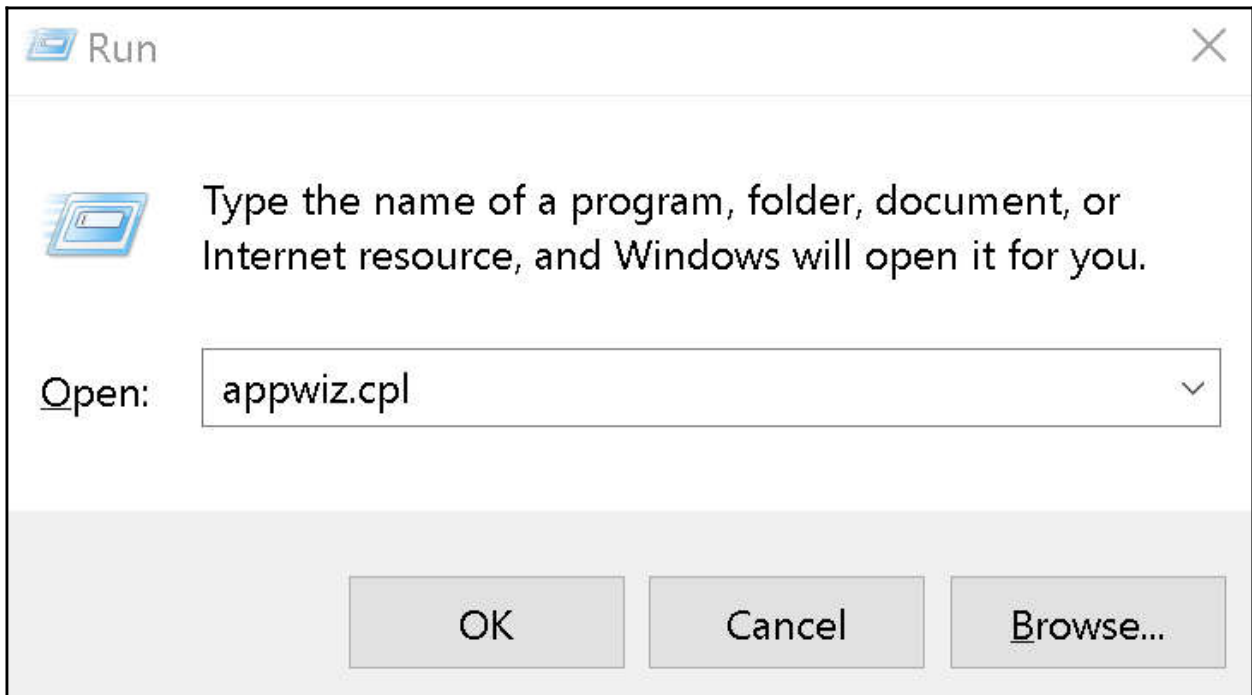 Run
Type the name of a program, folder, document, or
Internet resource, and Windows will open it for you.
Open: appwiz.cpl
OK Cancel Browse...